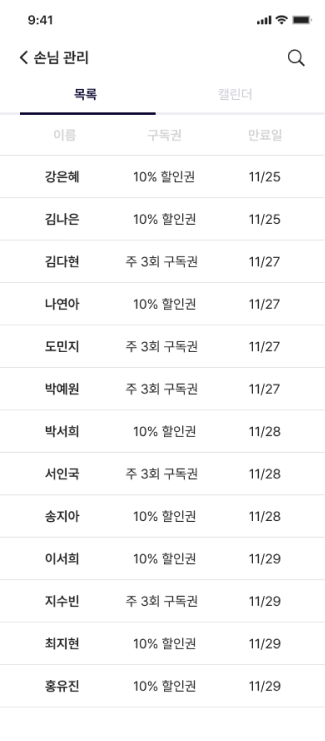 9:41
손님 관리
목록 캘린더
이름 구독권 만료일
강은혜 10% 할인권 11/25
김나은 10% 할인권 11/25
김다현 주 3회 구독권 11/27
나연아 10% 할인권 11/27
도민지 주 3회 구독권 11/27
박예원 주 3회 구독권 11/27
박서희 10% 할인권 11/28
서인국 주 3회 구독권 11/28
송지아 10% 할인권 11/28
이서희 10% 할인권 11/29
지수빈 주 3회 구독권 11/29
최지현 10% 할인권 11/29
홍유진 10% 할인권 11/29